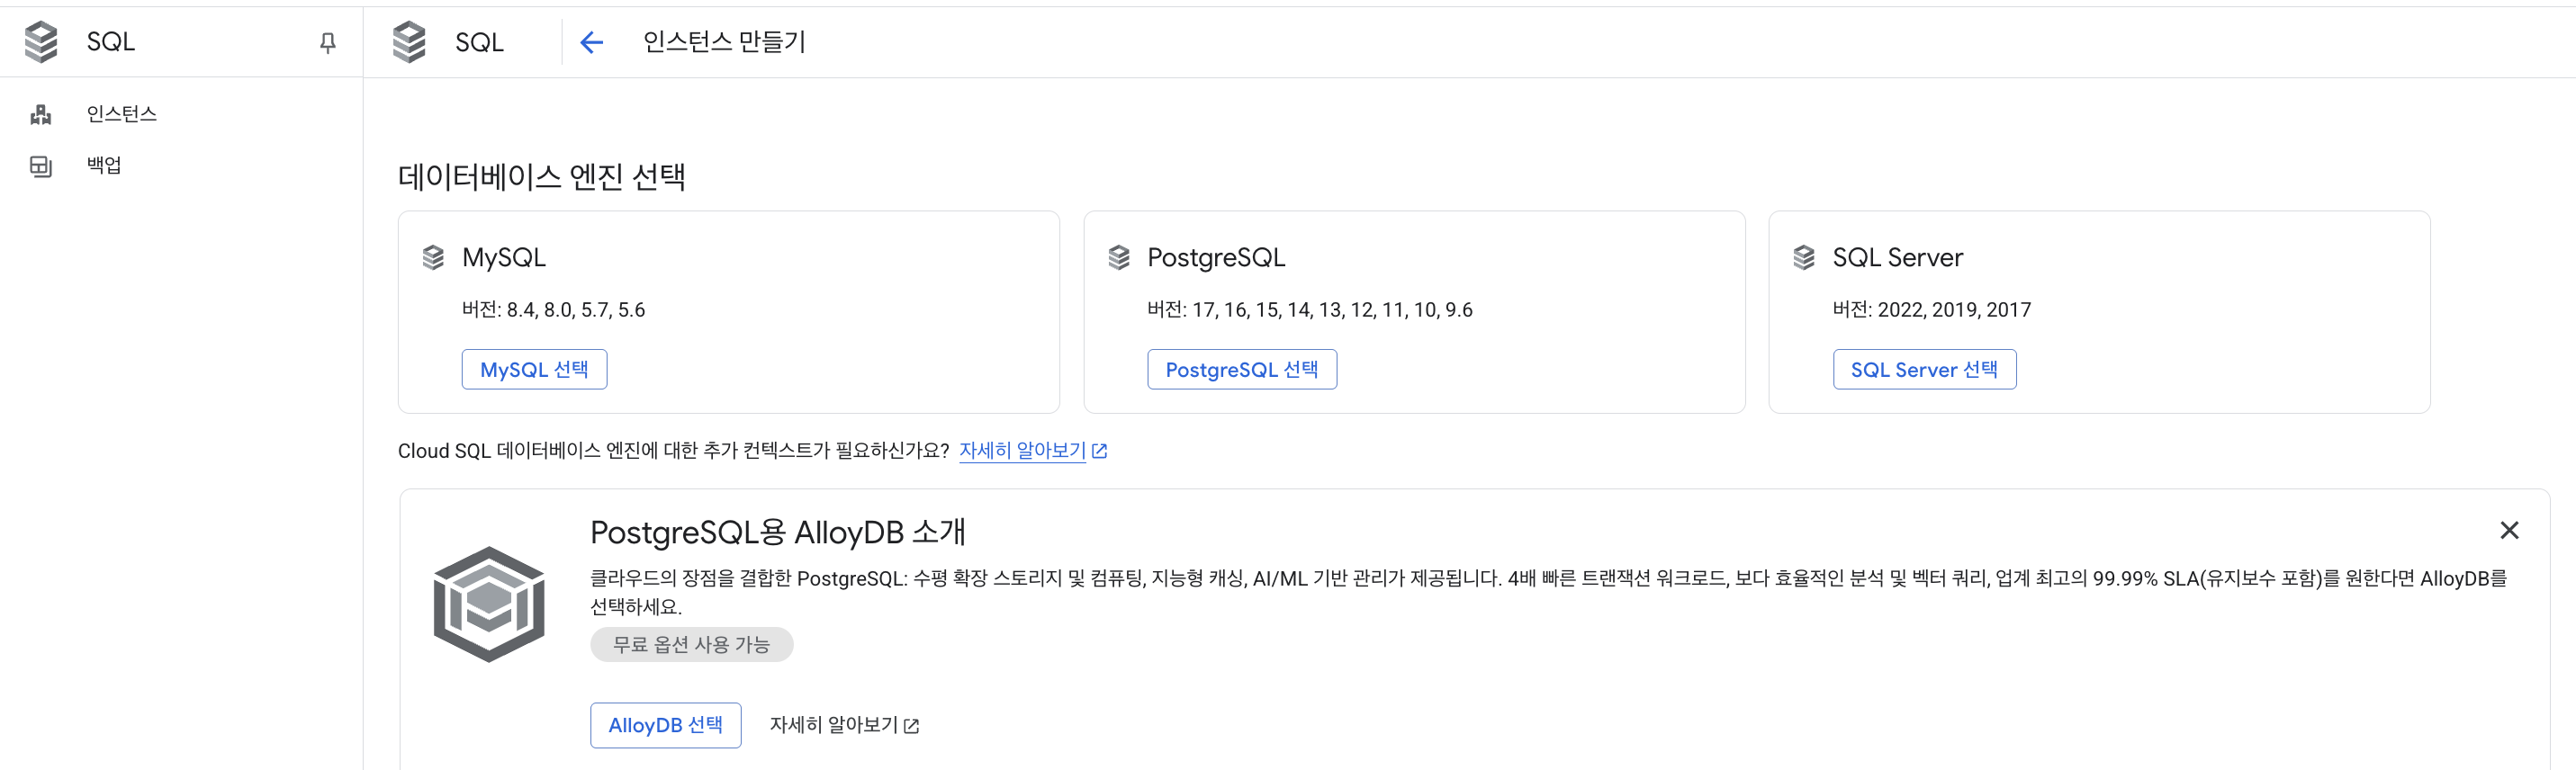 SQL
인스턴스
백업
SQL
인스턴스 만들기
데이터베이스 엔진 선택
MySQL
버전: 8.4, 8.0, 5.7, 5.6
MySQL 선택
PostgreSQL
버전: 17, 16, 15, 14, 13, 12, 11, 10, 9.6
PostgreSQL 선택
SQL Server
버전: 2022, 2019, 2017
SQL Server 선택
Cloud SQL 데이터베이스 엔진에 대한 추가 컨텍스트가 필요하신가요? 자세히 알아보기
PostgreSQL용 AlloyDB 소개
클라우드의 장점을 결합한 PostgreSQL: 수평 확장 스토리지 및 컴퓨팅, 지능형 캐싱, AI/ML 기반 관리가 제공됩니다. 4배 빠른 트랜잭션 워크로드, 보다 효율적인 분석 및 벡터 쿼리, 업계 최고의 99.99% SLA(유지보수 포함)를 원한다면 AlloyDB를
선택하세요.
무료 옵션 사용 가능
AlloyDB 선택
자세히 알아보기